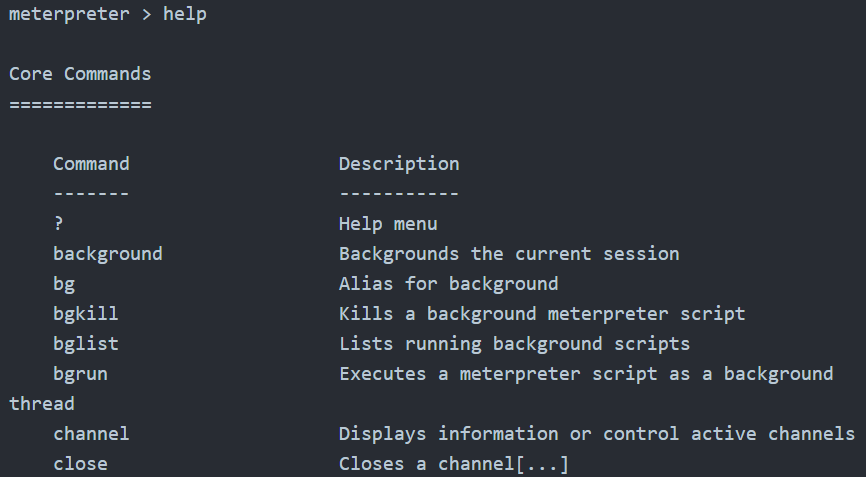 meterpreter > help
Core Commands
=============
Command Description
------- -----------
? Help menu
background Backgrounds the current session
bg Alias for background
bgkill Kills a background meterpreter script
bglist Lists running background scripts
bgrun Executes a meterpreter script as a background
thread
channel Displays information or control active channels
close Closes a channel[...]